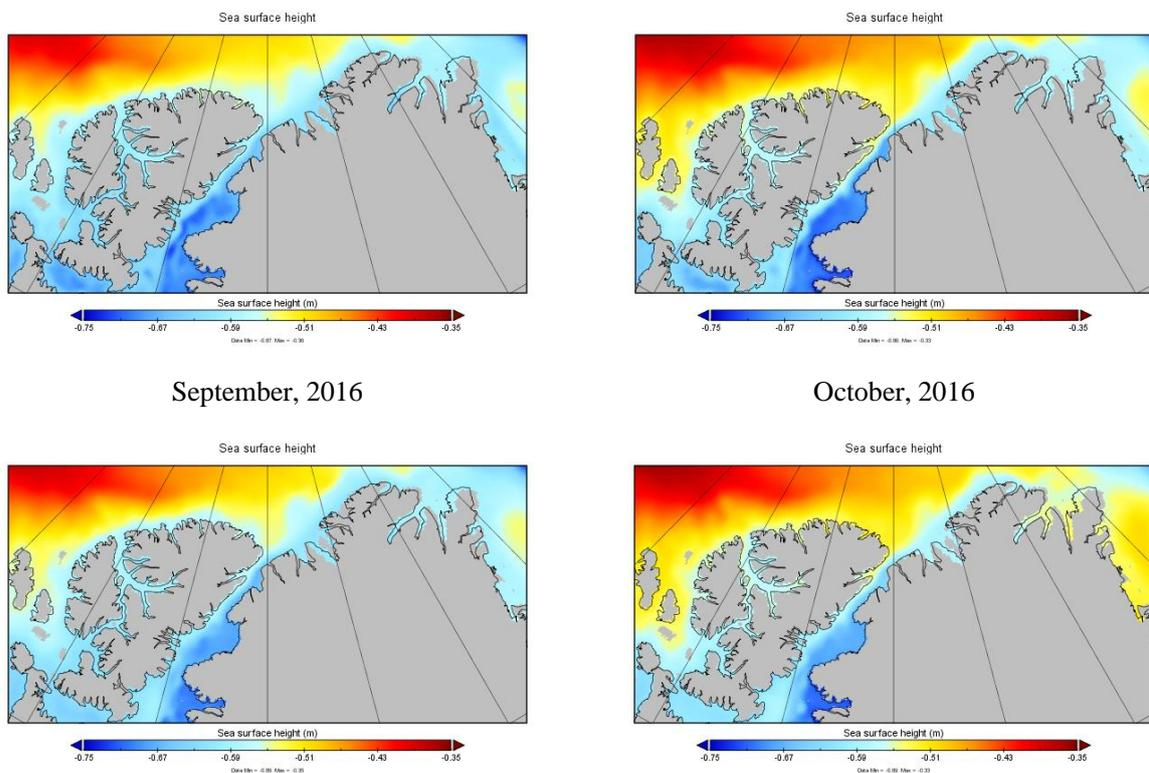 Sea surface height
Sea surface height
Sea surface height (m)
-0.75 -0.67 -0.59 -0.51 -0.43 -0.35
Sea surface height (m)
-0.75 -0.67 -0.59 -0.51 -0.43 -0.35
September, 2016
October, 2016
Sea surface height
Sea surface height
Sea surface height (m)
-0.75 -0.67 -0.59 -0.51 -0.43 -0.35
Sea surface height (m)
-0.75 -0.67 -0.59 -0.51 -0.43 -0.35